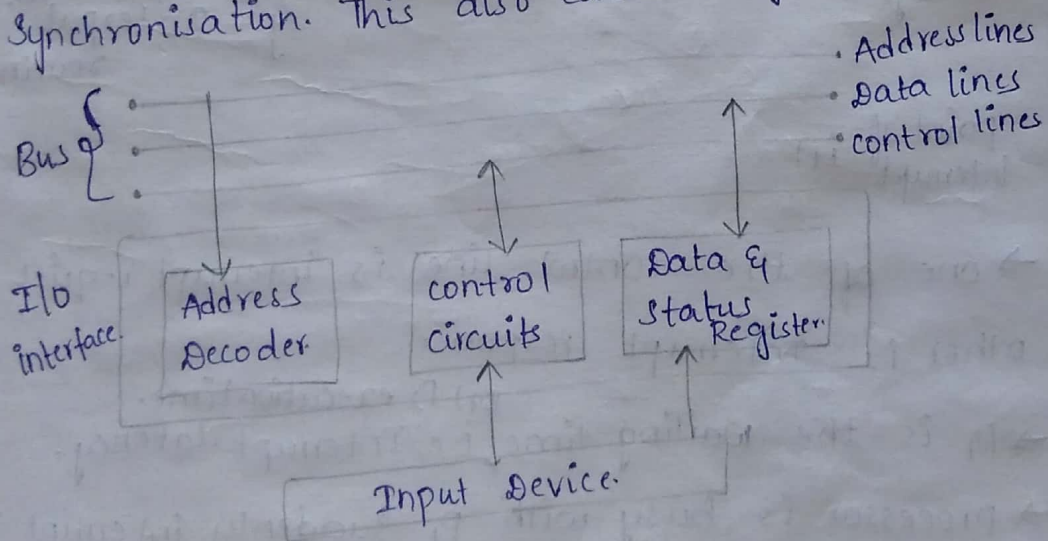 Synchronisation. This also
. Address lines
. Data lines
. control lines
Bus
I/O
interface.
Address
Decoder
control
circuits
Data &
status
Register.
Input Device.